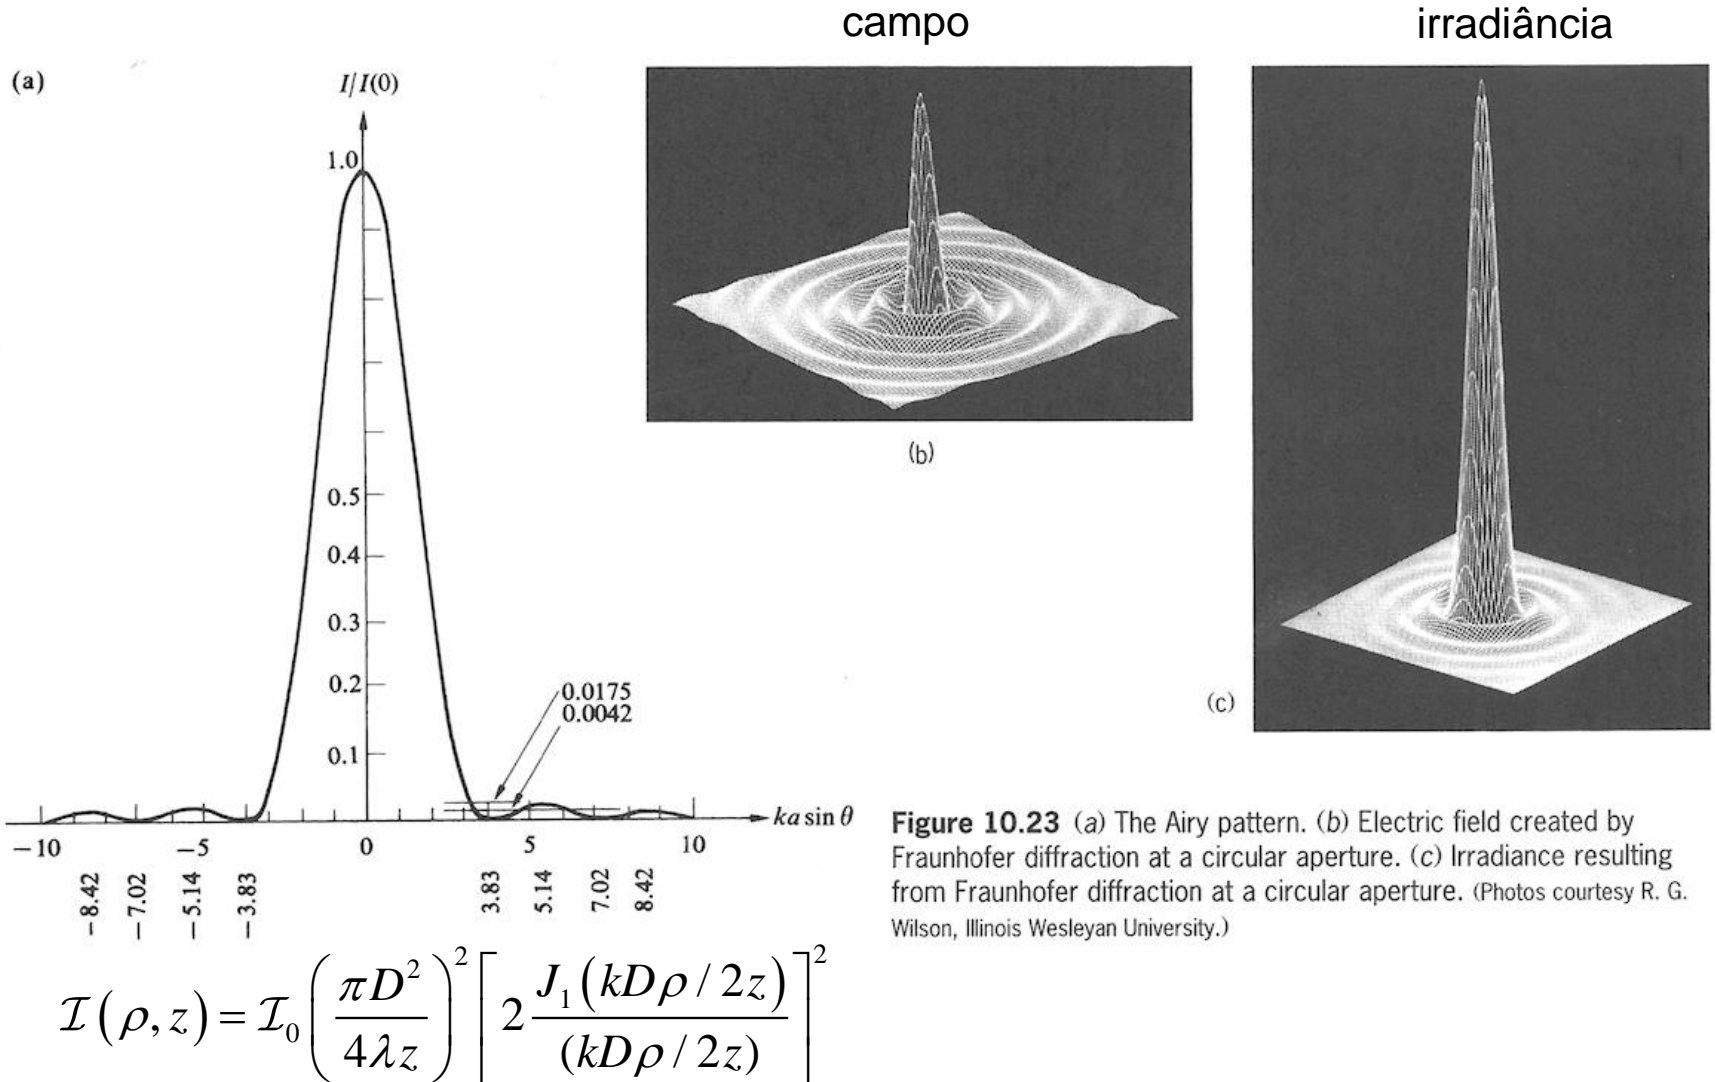 campo
irradiância
(a)
I/I(0)
1.0
0.5
0.4
0.3
0.2
0.1
0.0175
0.0042
ka sin θ
−10
−5
0
5
10
−8.42
−7.02
−5.14
−3.83
3.83
5.14
7.02
8.42
(b)
(c)
Figure 10.23 (a) The Airy pattern. (b) Electric field created by
Fraunhofer diffraction at a circular aperture. (c) Irradiance resulting
from Fraunhofer diffraction at a circular aperture. (Photos courtesy R. G.
Wilson, Illinois Wesleyan University.)
ℐ(ρ, z) = ℐ₀ (πD²/4λz)² [2 J₁(kDρ / 2z)/(kDρ / 2z)]²